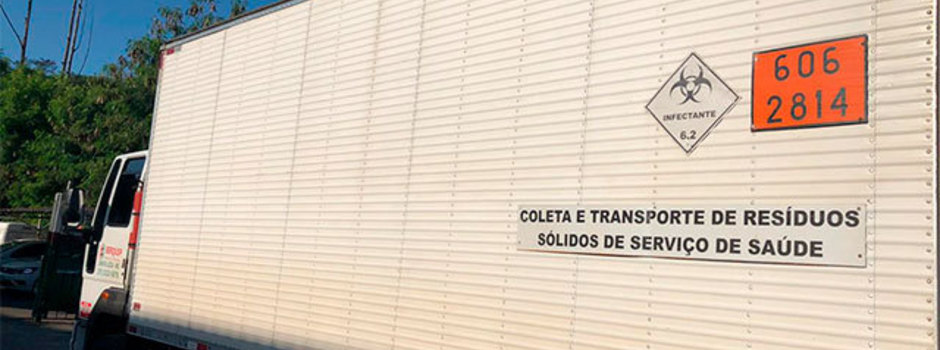 606
2814
INFECTANTE
6.2
COLETA E TRANSPORTE DE RESÍDUOS
SÓLIDOS DE SERVIÇO DE SAÚDE